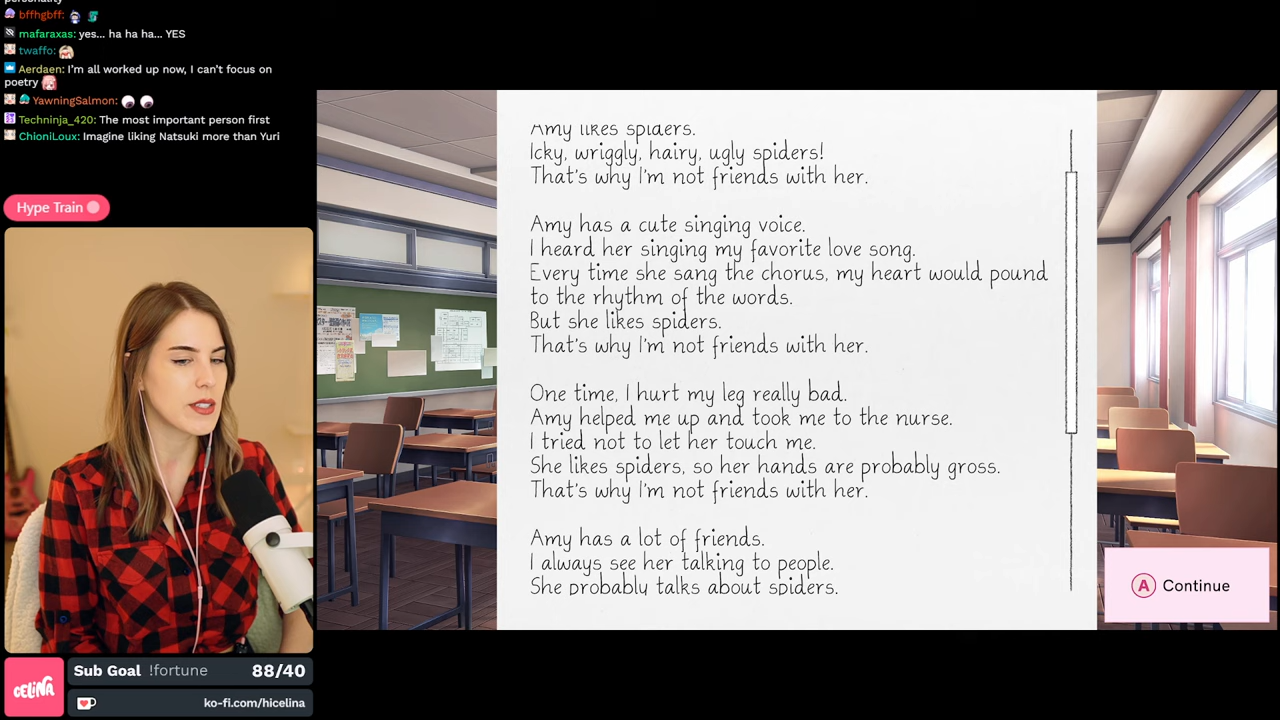 personality
bffhgbff:
mafaraxas: yes... ha ha ha... YES
twaffo:
Aerdaen: I'm all worked up now, I can't focus on
poetry
YawningSalmon:
Techninja_420: The most important person first
ChioniLoux: Imagine liking Natsuki more than Yuri
Hype Train
Amy likes spiders.
Icky, wriggly, hairy, ugly spiders!
That's why I'm not friends with her.
Amy has a cute singing voice.
I heard her singing my favorite love song.
Every time she sang the chorus, my heart would pound
to the rhythm of the words.
But she likes spiders.
That's why I'm not friends with her.
One time, I hurt my leg really bad.
Amy helped me up and took me to the nurse.
I tried not to let her touch me.
She likes spiders, so her hands are probably gross.
That's why I'm not friends with her.
Amy has a lot of friends.
I always see her talking to people.
She probably talks about spiders.
A Continue
CELINA
Sub Goal !fortune 88/40
ko-fi.com/hicelina